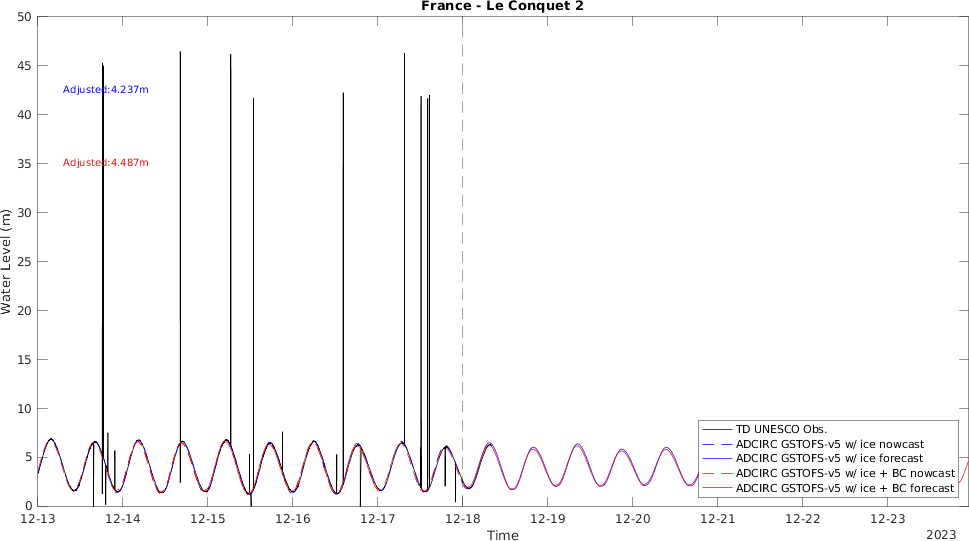 France - Le Conquet 2
50
45
40
35
30
25
20
15
10
5
0
Water Level (m)
Adjusted:4.237m
Adjusted:4.487m
TD UNESCO Obs.
ADCIRC GSTOFS-v5 w/ ice nowcast
ADCIRC GSTOFS-v5 w/ ice forecast
ADCIRC GSTOFS-v5 w/ ice + BC nowcast
ADCIRC GSTOFS-v5 w/ ice + BC forecast
12-13 12-14 12-15 12-16 12-17 12-18 12-19 12-20 12-21 12-22 12-23
Time
2023